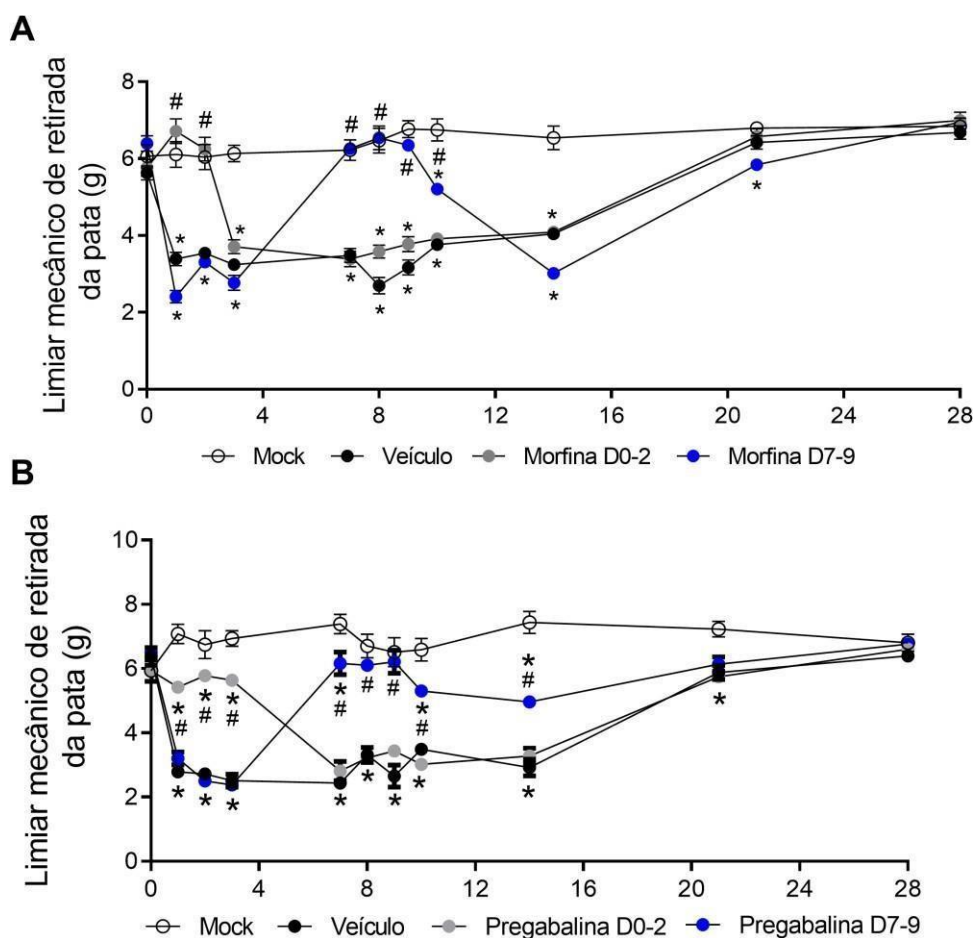 A
Limiar mecânico de retirada
da pata (g)
8
6
4
2
0
# # # # # #
* * * * * * * * * * * * *
0 4 8 12 16 20 24 28
Mock Veículo Morfina D0-2 Morfina D7-9
B
Limiar mecânico de retirada
da pata (g)
10
8
6
4
2
0
* * * * * *
# # # # # # # #
* * * * * * * * *
0 4 8 12 16 20 24 28
Mock Veículo Pregabalina D0-2 Pregabalina D7-9